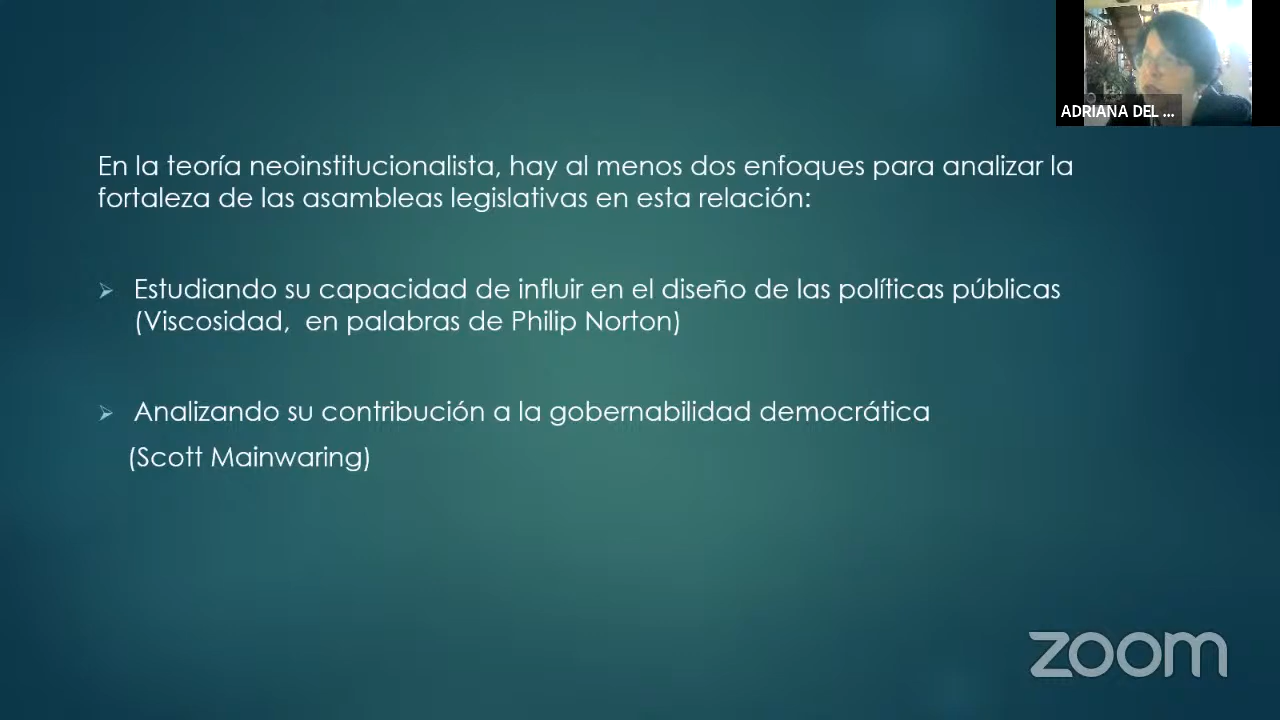 ADRIANA DEL ...
En la teoría neoinstitucionalista, hay al menos dos enfoques para analizar la
fortaleza de las asambleas legislativas en esta relación:
Estudiando su capacidad de influir en el diseño de las políticas públicas
(Viscosidad,  en palabras de Philip Norton)
Analizando su contribución a la gobernabilidad democrática
(Scott Mainwaring)
zoom